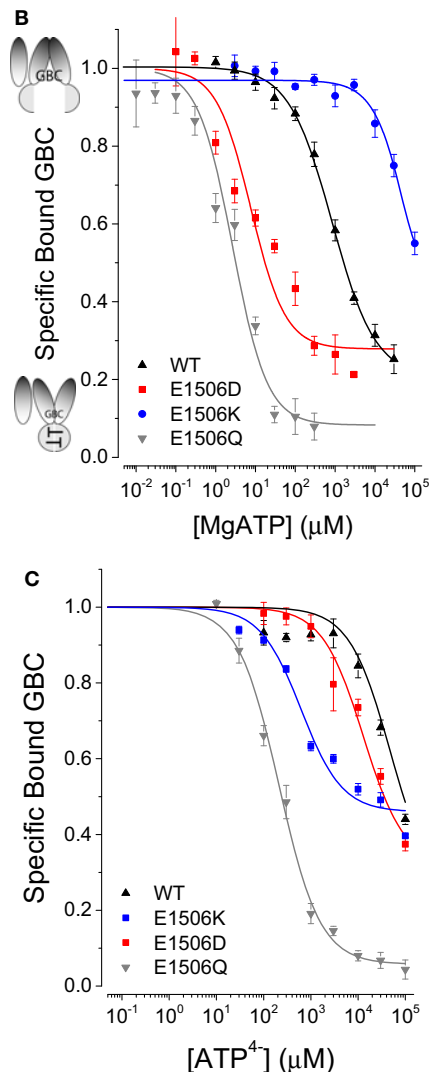 B
GBC
GBC
LT
Specific Bound GBC
1.0
0.8
0.6
0.4
0.2
0.0
WT
E1506D
E1506K
E1506Q
10⁻² 10⁻¹ 10⁰ 10¹ 10² 10³ 10⁴ 10⁵
[MgATP] (µM)
C
Specific Bound GBC
1.0
0.8
0.6
0.4
0.2
0.0
WT
E1506K
E1506D
E1506Q
10⁻¹ 10⁰ 10¹ 10² 10³ 10⁴ 10⁵
[ATP⁴⁻] (µM)